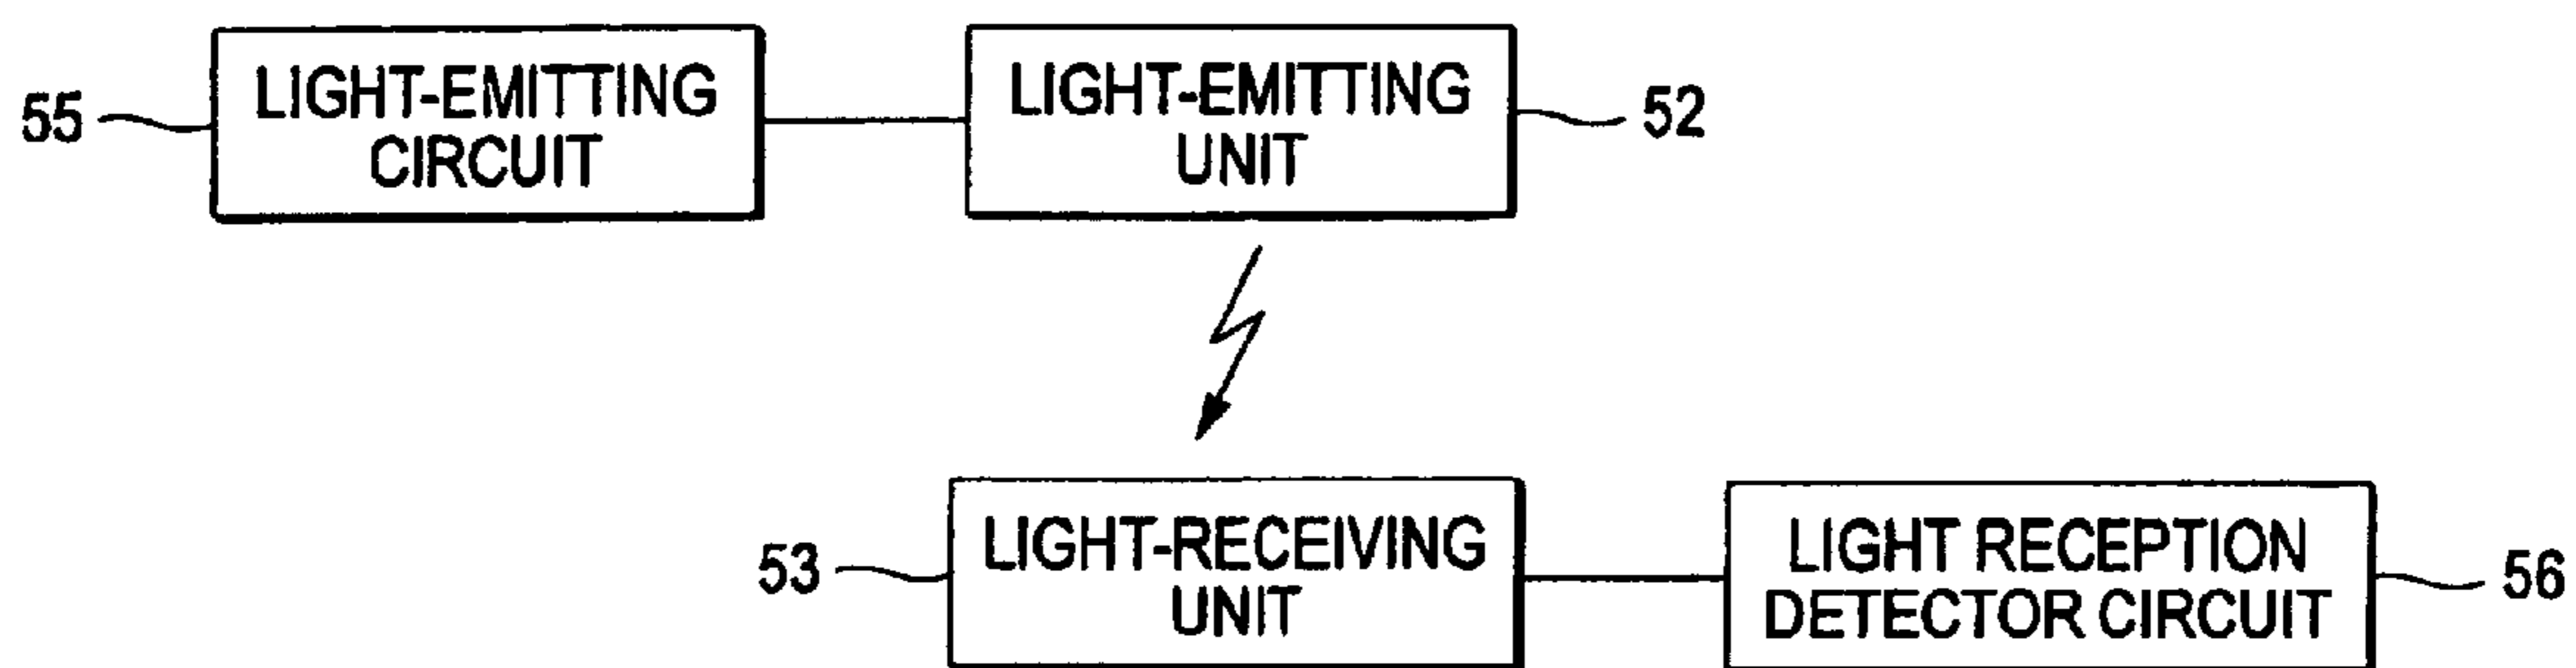 55
LIGHT-EMITTING
CIRCUIT
LIGHT-EMITTING
UNIT
52
53
LIGHT-RECEIVING
UNIT
LIGHT RECEPTION
DETECTOR CIRCUIT
56